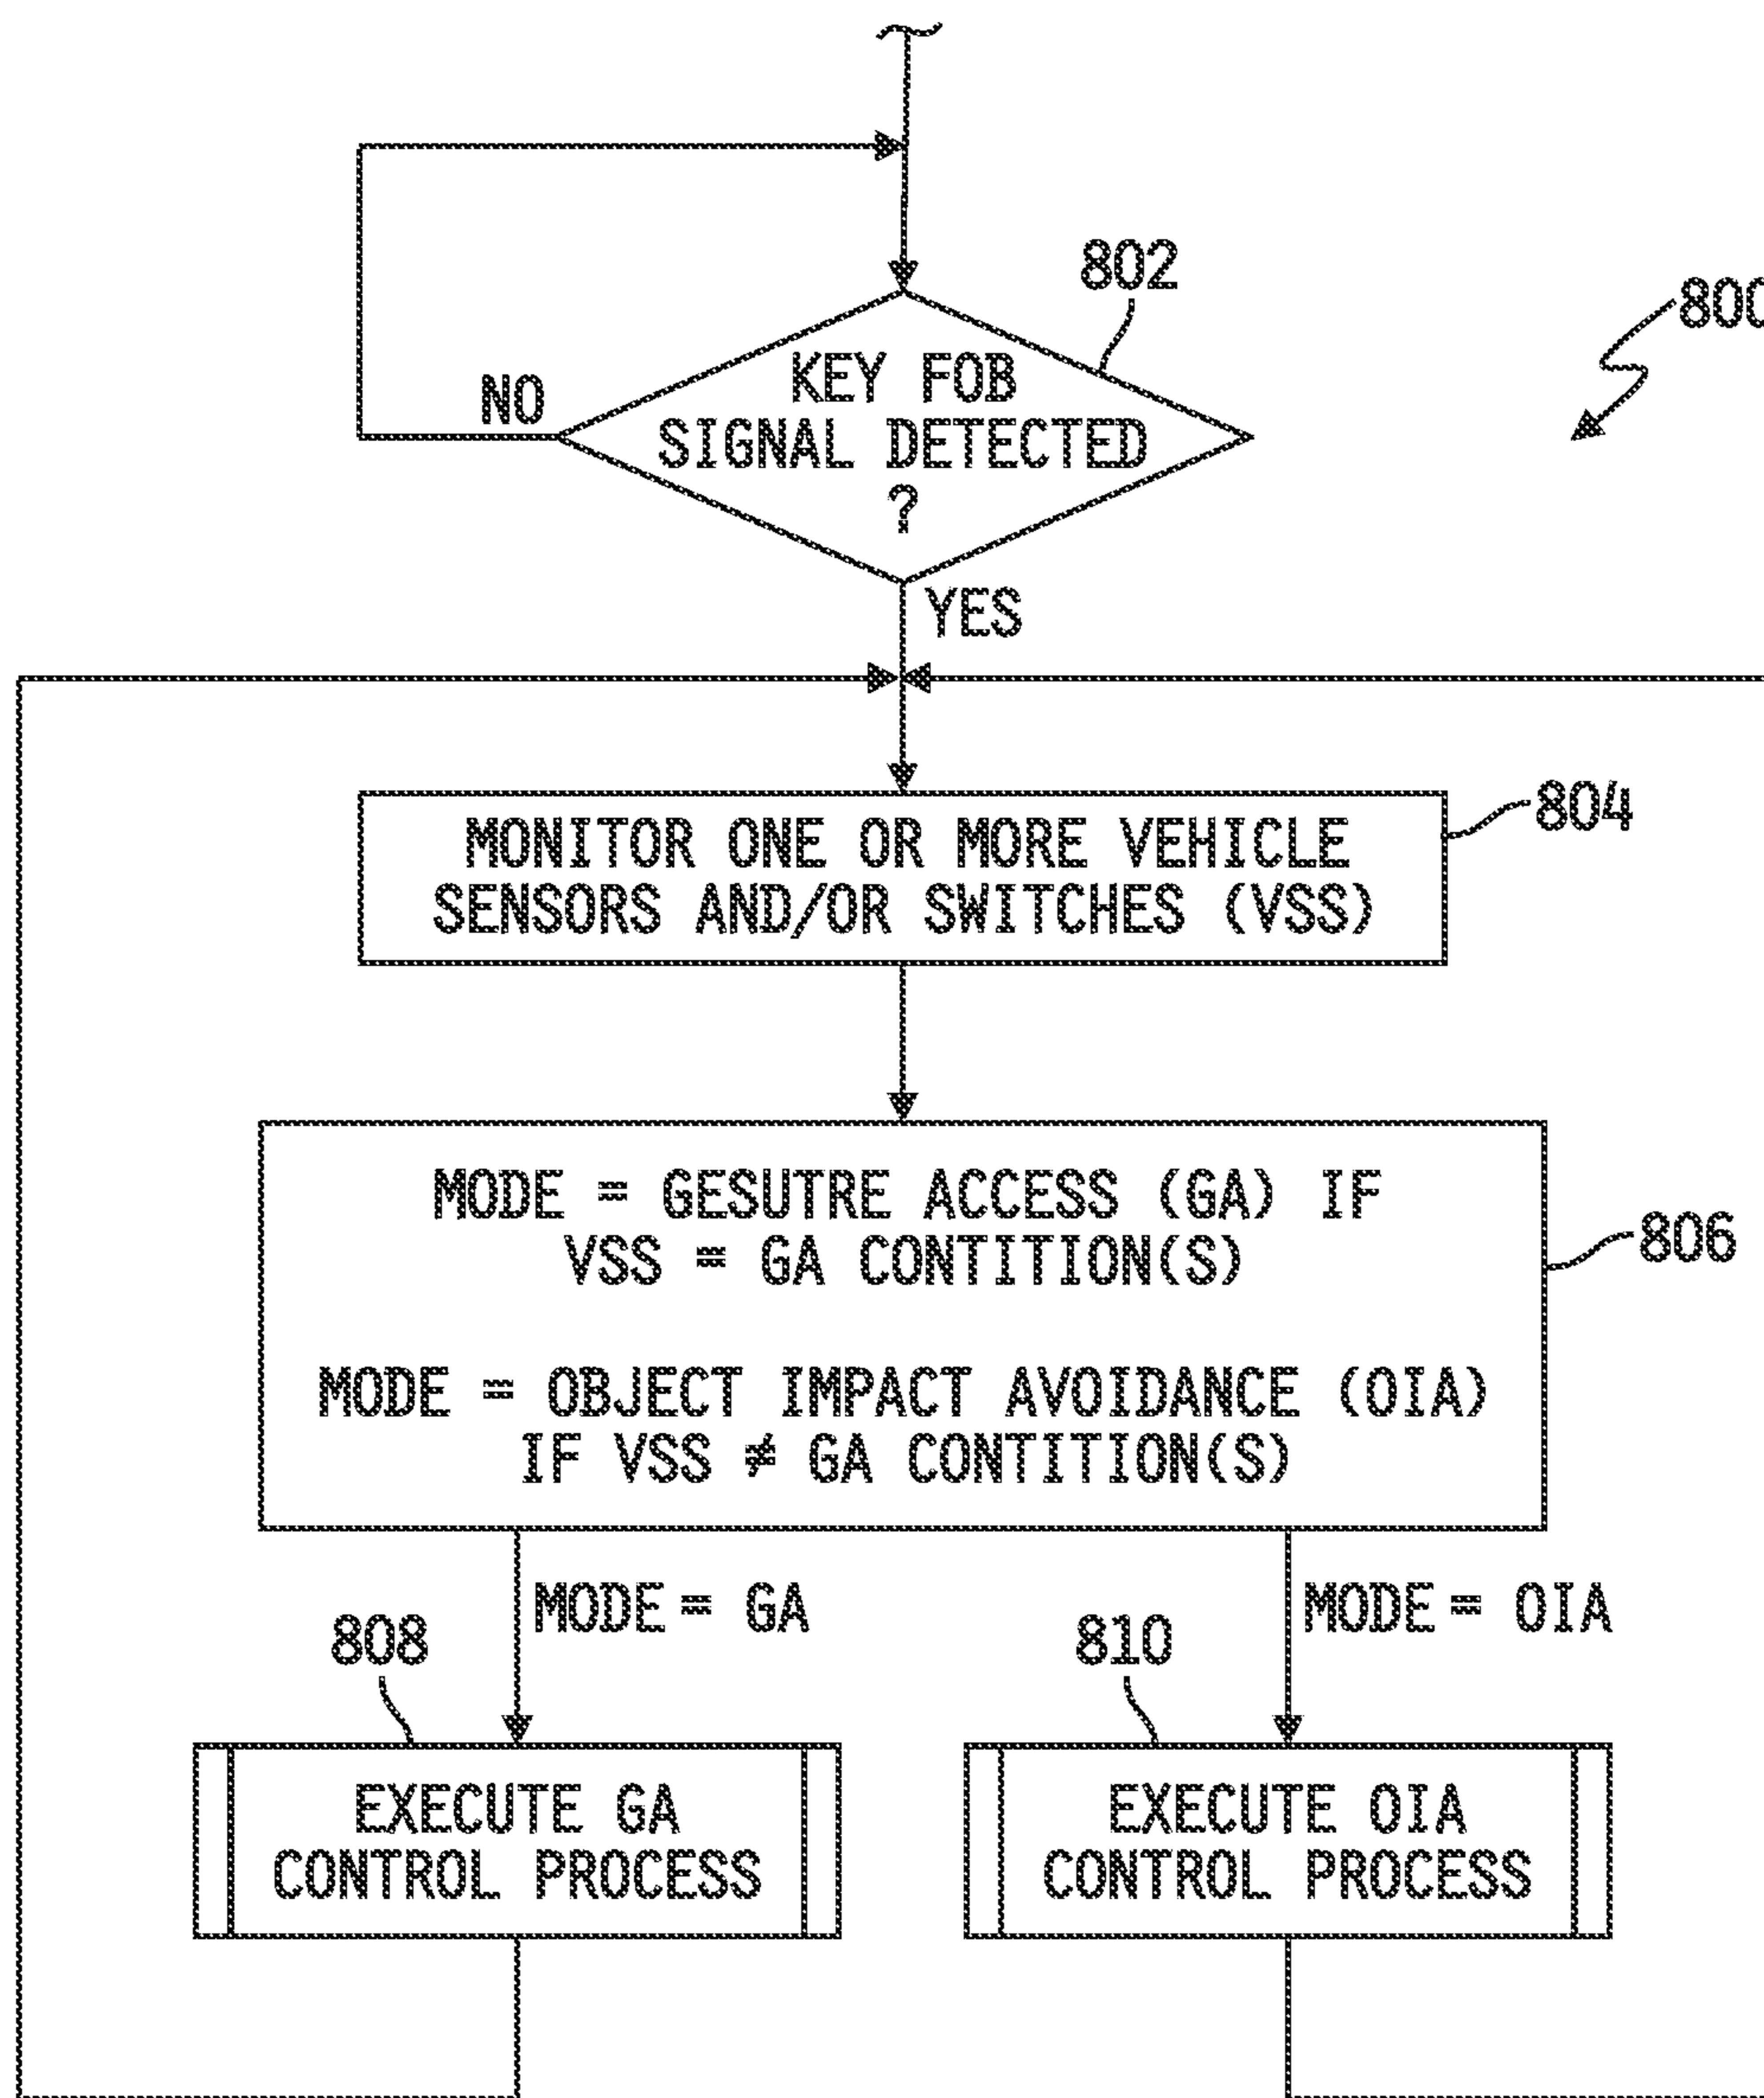 802
800
KEY FOB
SIGNAL DETECTED
?
NO
YES
804
MONITOR ONE OR MORE VEHICLE
SENSORS AND/OR SWITCHES (VSS)
806
MODE = GESUTRE ACCESS (GA) IF
VSS = GA CONTITION(S)
MODE = OBJECT IMPACT AVOIDANCE (OIA)
IF VSS ≠ GA CONTITION(S)
MODE = GA
MODE = OIA
808
810
EXECUTE GA
CONTROL PROCESS
EXECUTE OIA
CONTROL PROCESS